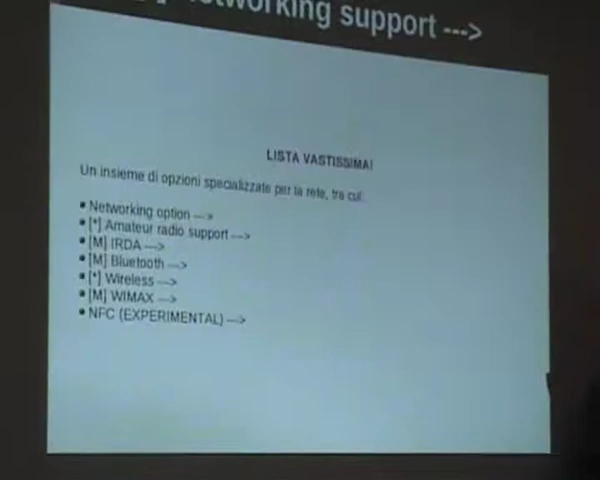 networking support --->
LISTA VASTISSIMA!
Un insieme di opzioni specializzate per la rete, tra cui:
• Networking option --->
• [*] Amateur radio support --->
• [M] IRDA --->
• [M] Bluetooth --->
• [*] Wireless --->
• [M] WIMAX --->
• NFC (EXPERIMENTAL) --->